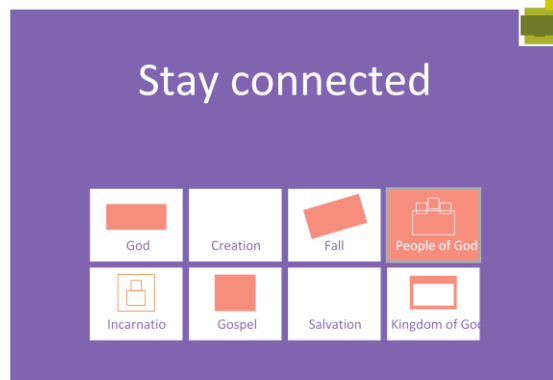 Stay connected
God
Creation
Fall
People of God
Incarnatio
Gospel
Salvation
Kingdom of Go